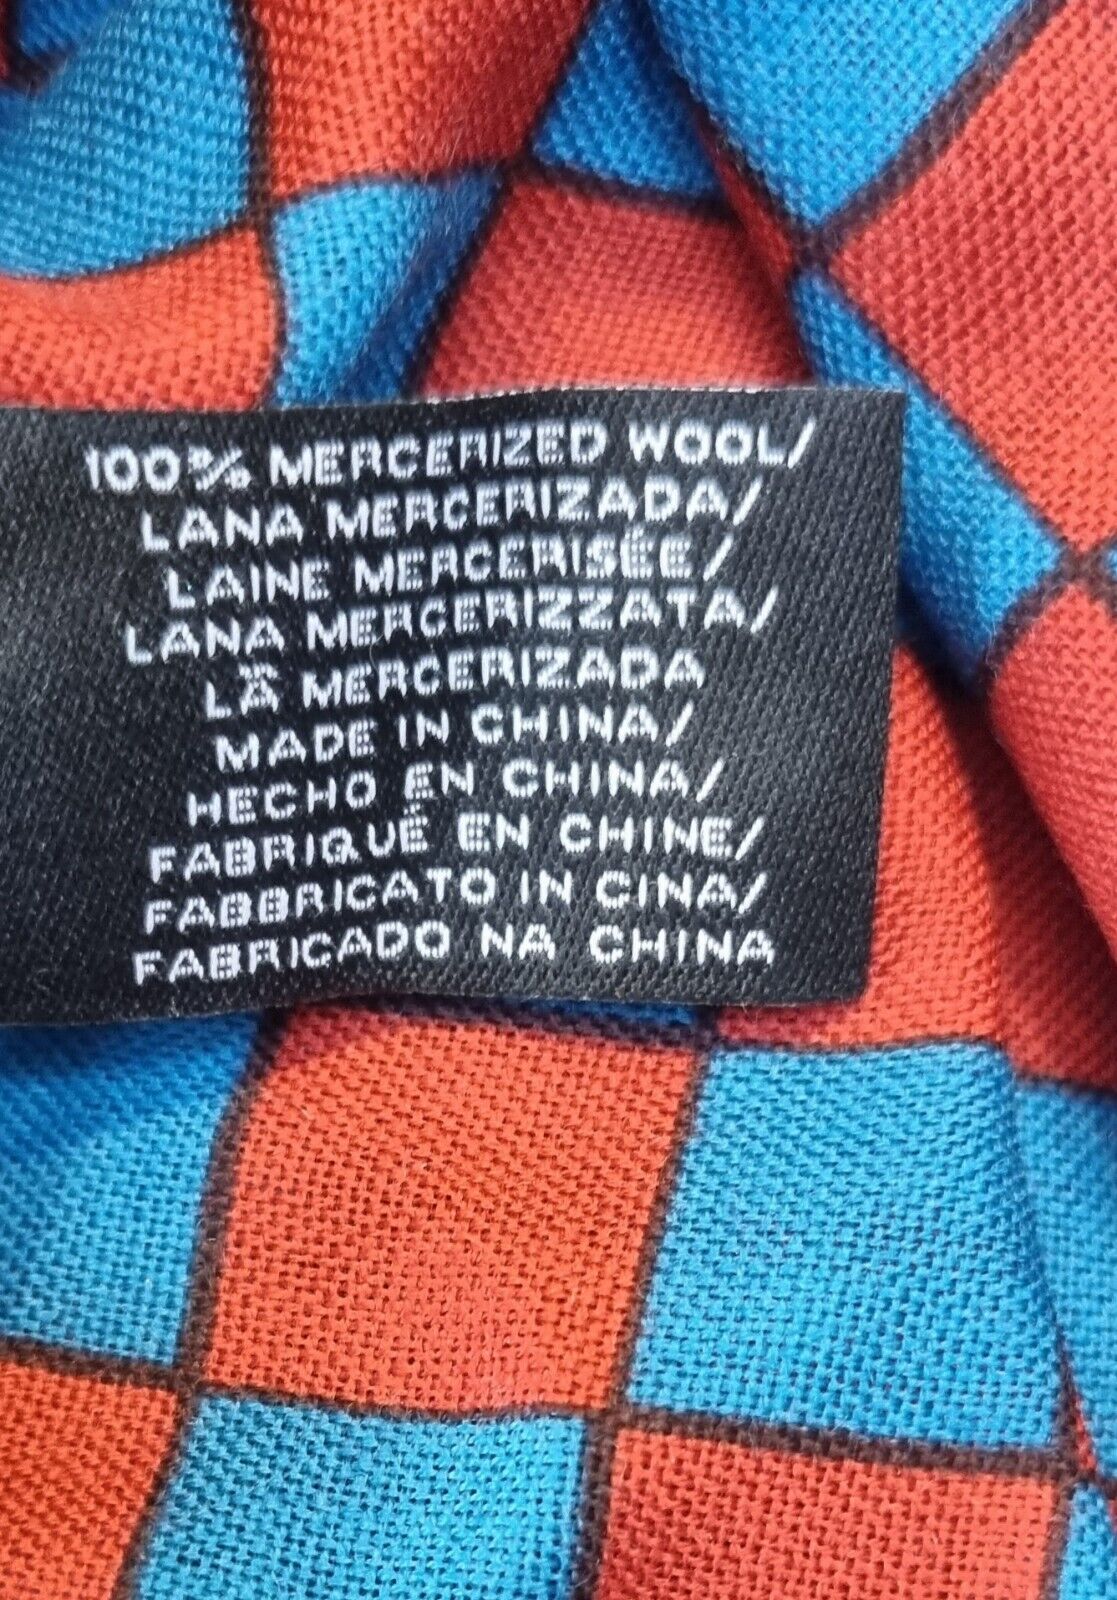 100% MERCERIZED WOOL/
LANA MERCERIZADA/
LAINE MERCERISÉE/
LANA MERCERIZZATA/
LÃ MERCERIZADA
MADE IN CHINA/
HECHO EN CHINA/
FABRIQUÉ EN CHINE/
FABBRICATO IN CINA/
FABRICADO NA CHINA